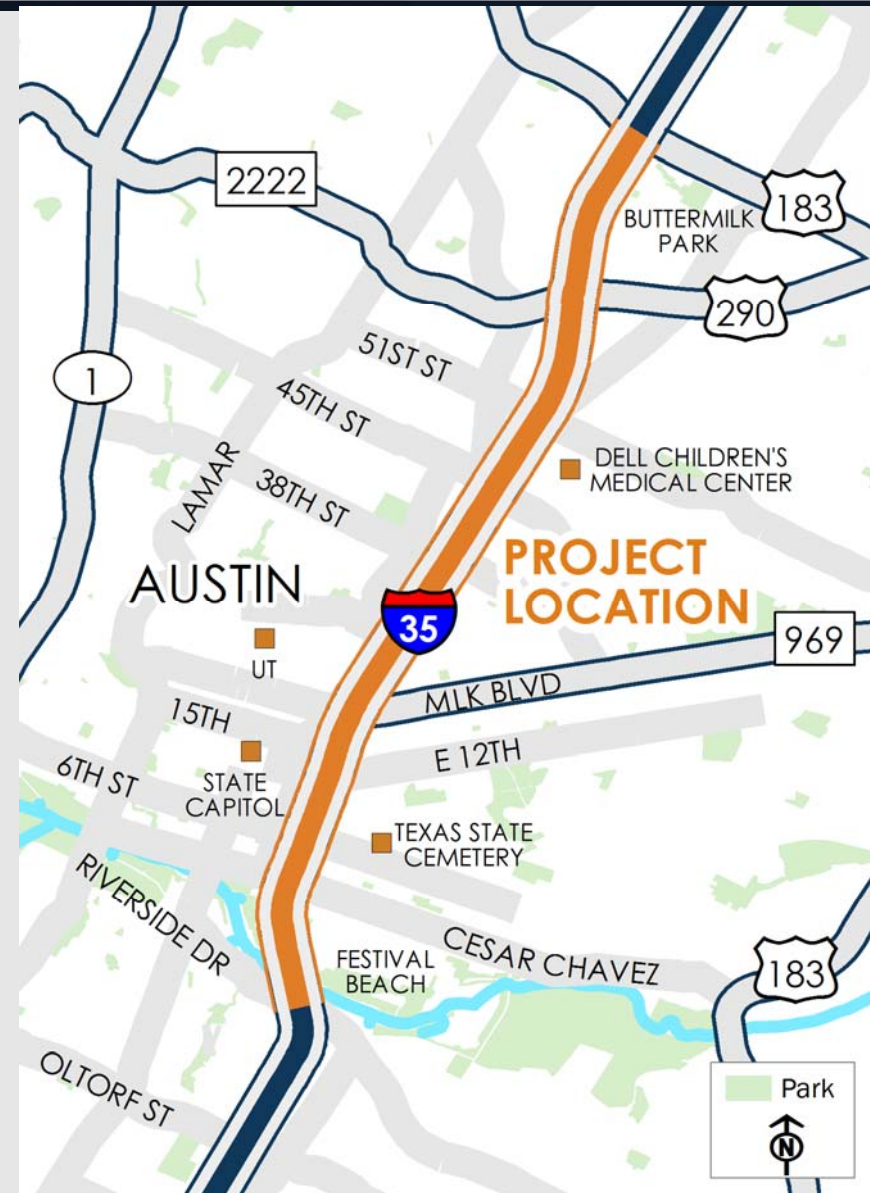 2222
183
BUTTERMILK
PARK
290
51ST ST
1
45TH ST
LAMAR
38TH ST
DELL CHILDREN'S
MEDICAL CENTER
PROJECT
LOCATION
AUSTIN
35
969
UT
MLK BLVD
15TH
E 12TH
STATE
CAPITOL
6TH ST
TEXAS STATE
CEMETERY
RIVERSIDE DR
CESAR CHAVEZ
FESTIVAL
BEACH
183
OLTORF ST
Park
N